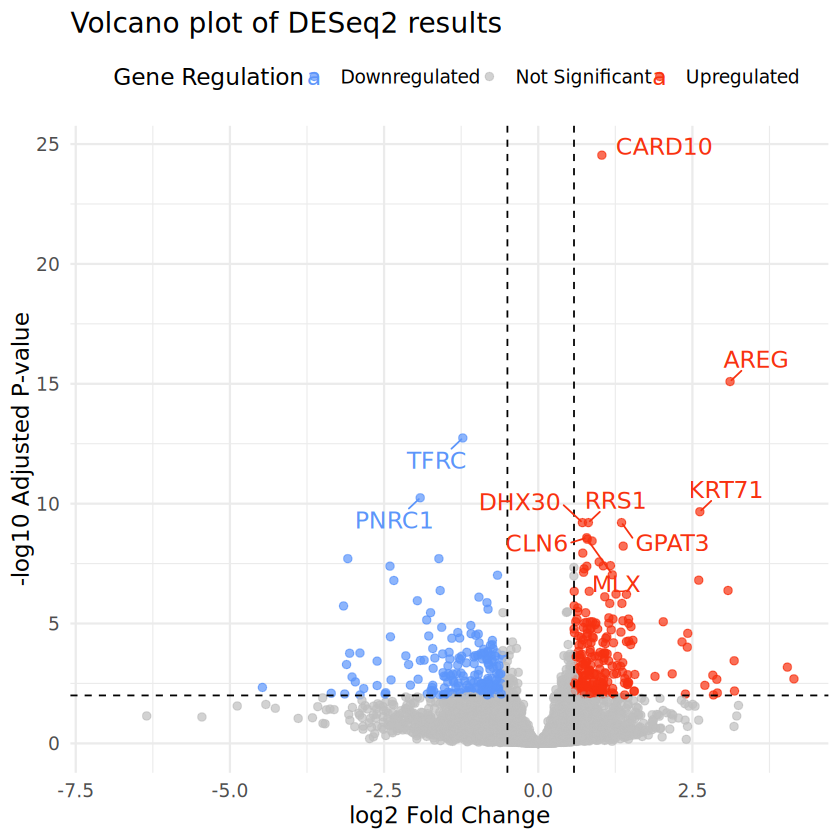 Volcano plot of DESeq2 results
Gene Regulation a Downregulated Not Significant a Upregulated
25
20
15
10
5
0
-log10 Adjusted P-value
CARD10
AREG
TFRC
KRT71
PNRC1
DHX30
RRS1
CLN6
GPAT3
MLX
-7.5 -5.0 -2.5 0.0 2.5
log2 Fold Change